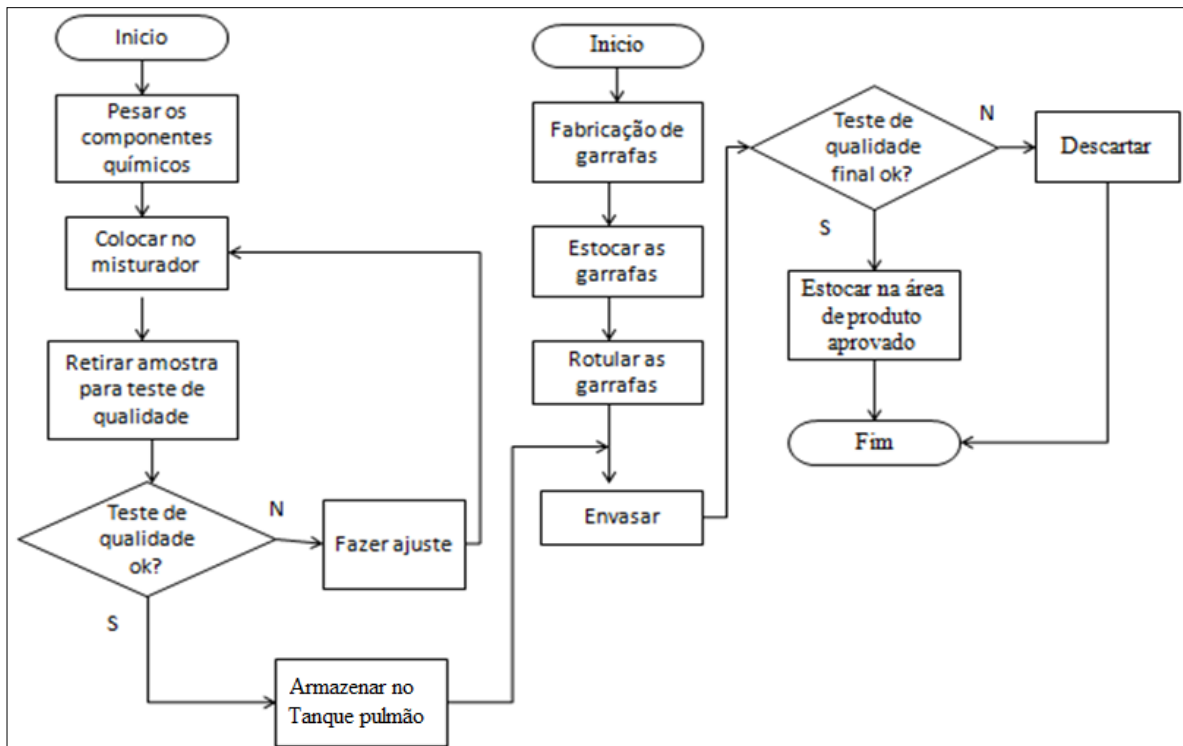 Inicio
Pesar os
componentes
químicos
Colocar no
misturador
Retirar amostra
para teste de
qualidade
Teste de
qualidade
ok?
N
Fazer ajuste
S
Armazenar no
Tanque pulmão
Inicio
Fabricação de
garrafas
Estocar as
garrafas
Rotular as
garrafas
Envasar
Teste de
qualidade
final ok?
N
Descartar
S
Estocar na área
de produto
aprovado
Fim